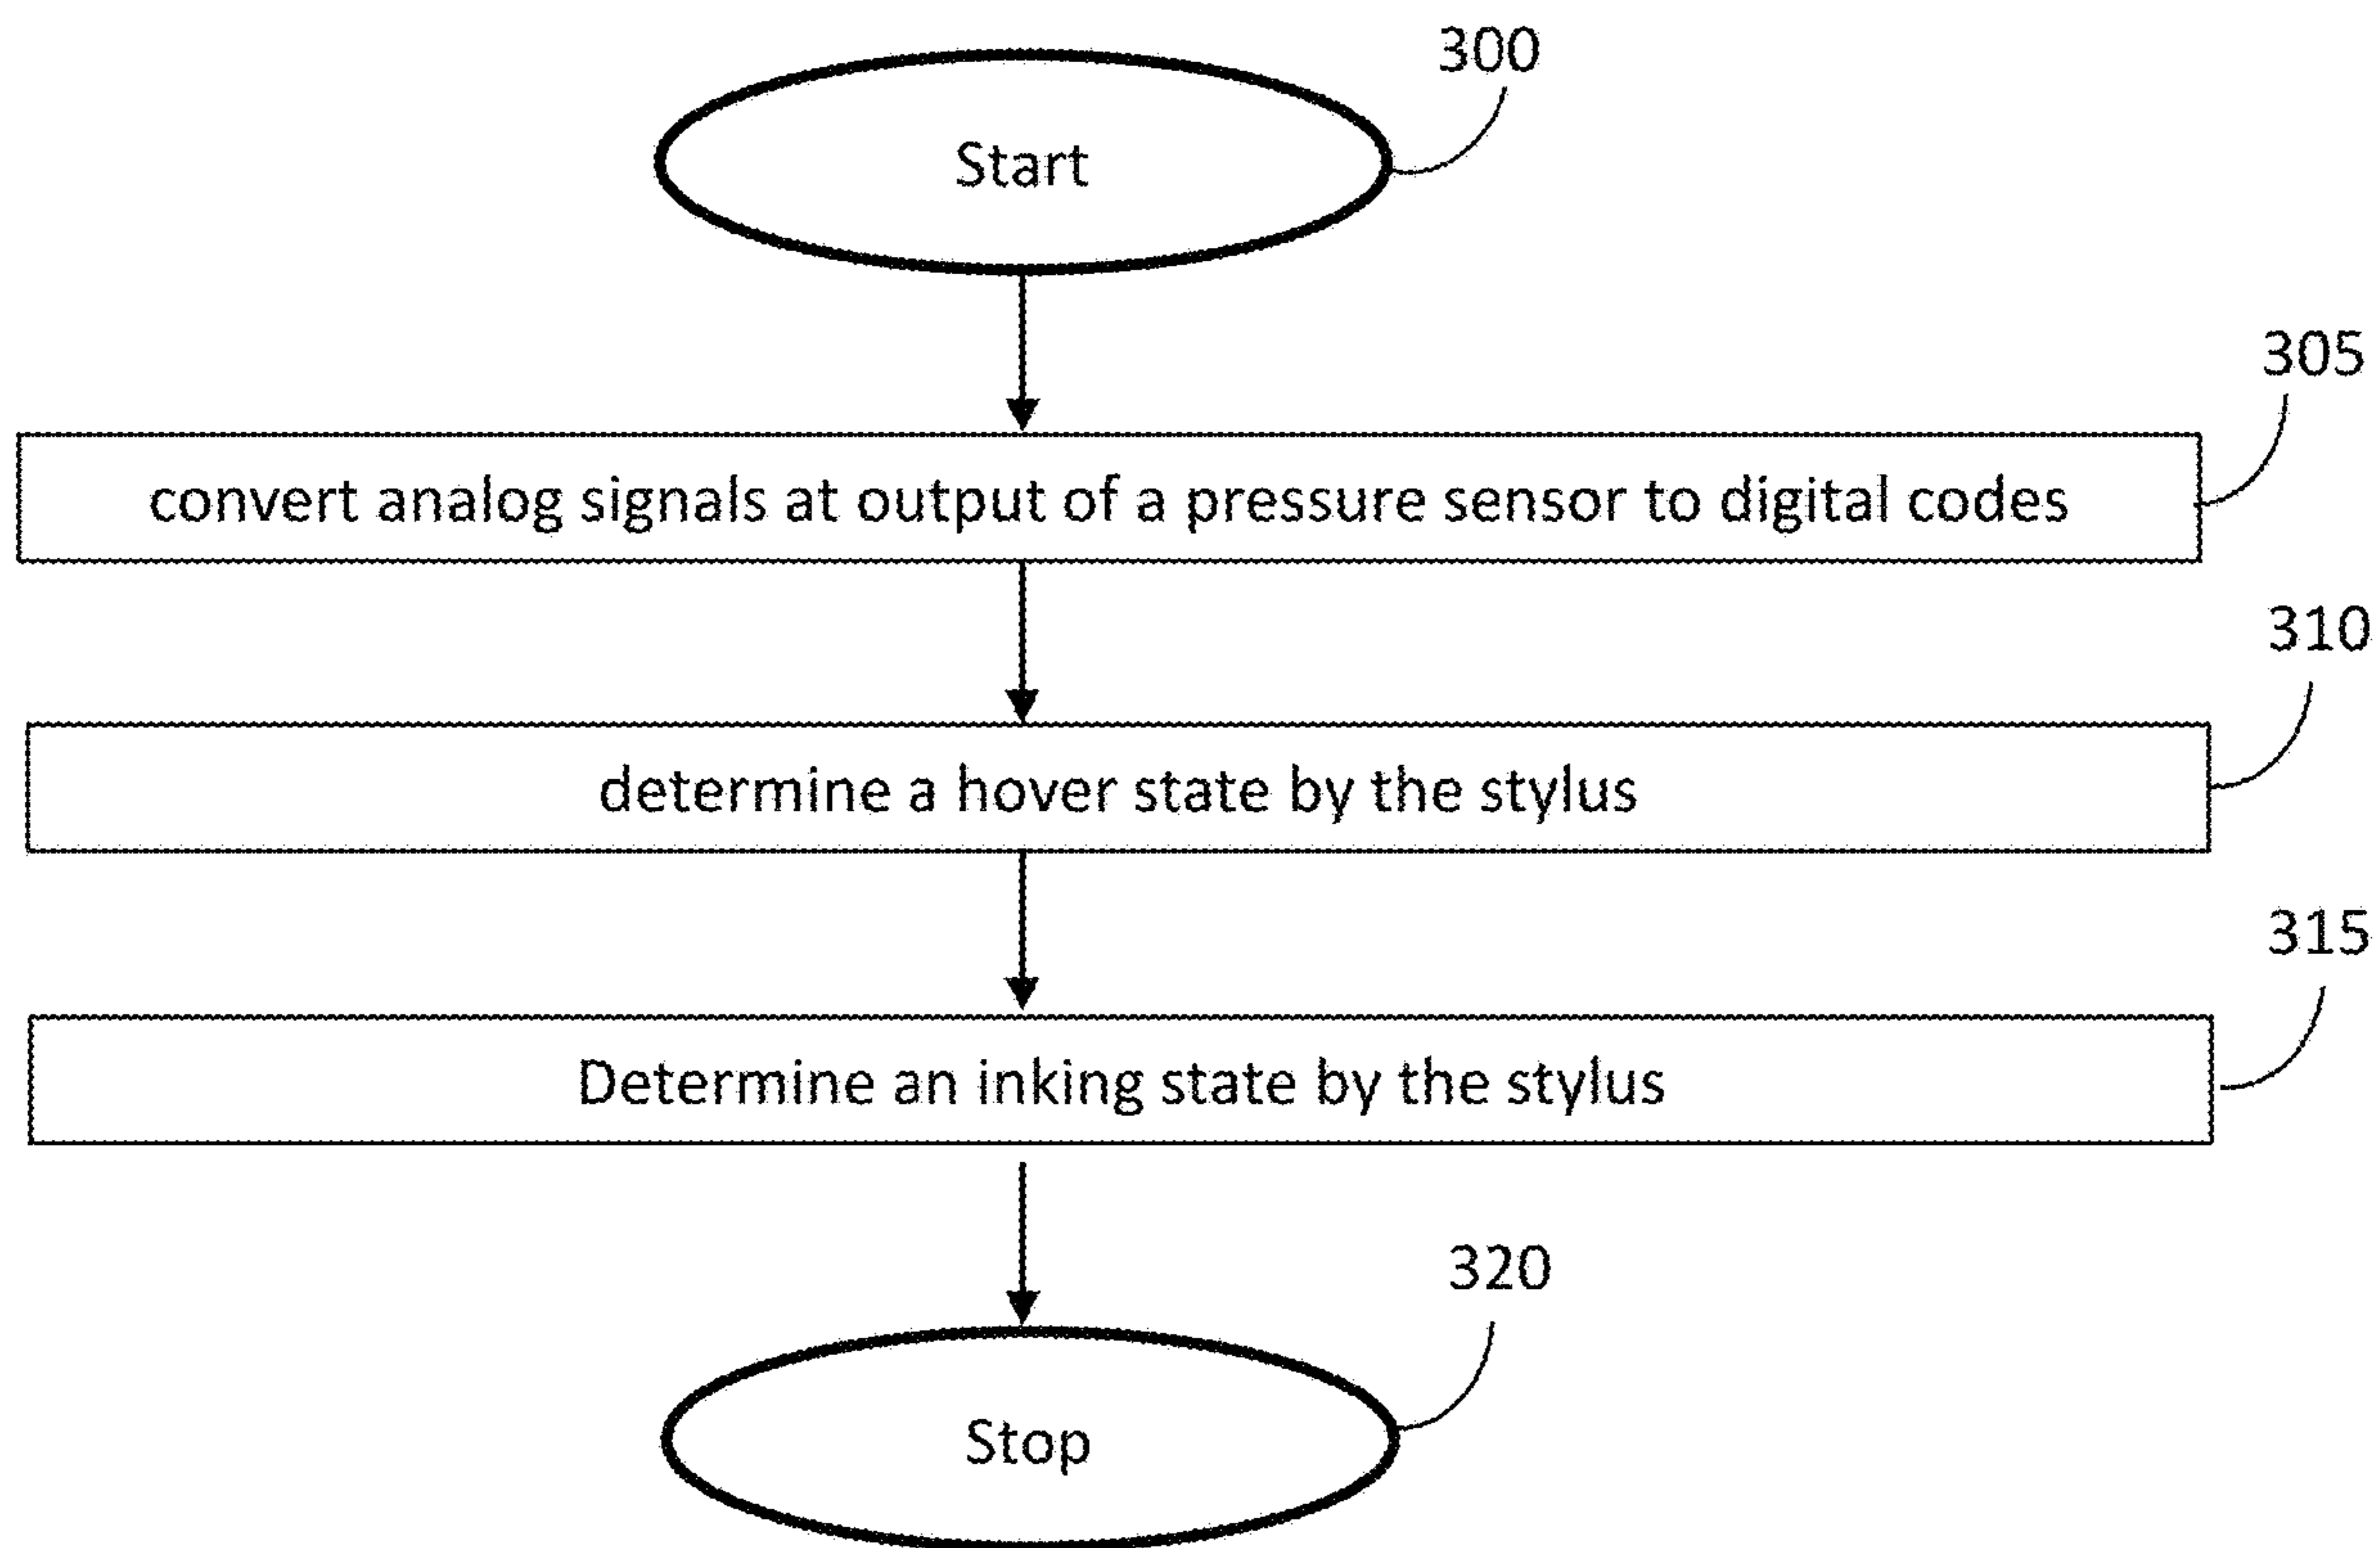 300
Start
305
convert analog signals at output of a pressure sensor to digital codes
310
determine a hover state by the stylus
315
Determine an inking state by the stylus
320
Stop